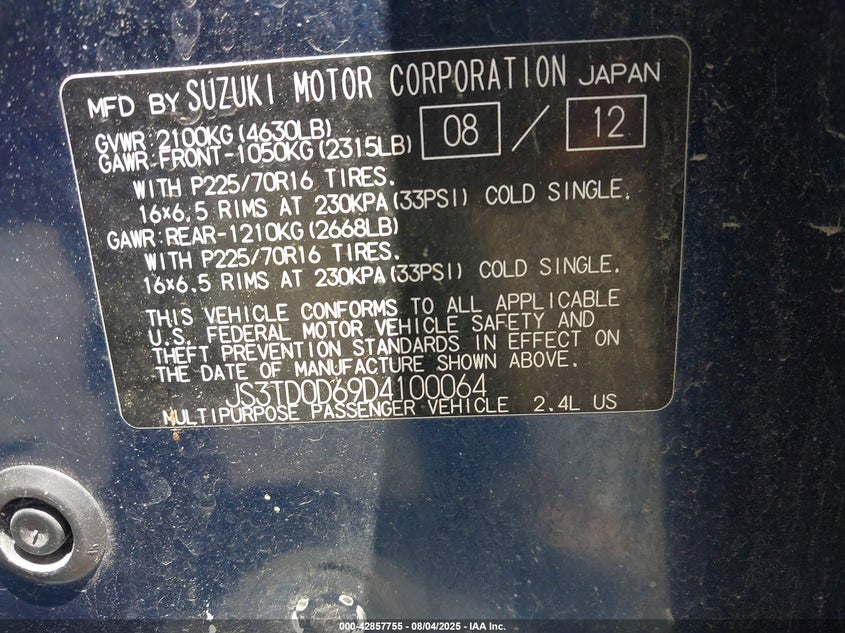 MFD BY SUZUKI MOTOR CORPORATION JAPAN
GVWR:2100KG(4630LB) 08 / 12
GAWR:FRONT-1050KG(2315LB)
WITH P225/70R16 TIRES.
16×6.5 RIMS AT 230KPA(33PSI) COLD SINGLE.
GAWR:REAR-1210KG(2668LB)
WITH P225/70R16 TIRES.
16×6.5 RIMS AT 230KPA(33PSI) COLD SINGLE.
THIS VEHICLE CONFORMS TO ALL APPLICABLE
U.S. FEDERAL MOTOR VEHICLE SAFETY AND
THEFT PREVENTION STANDARDS IN EFFECT ON
THE DATE OF MANUFACTURE SHOWN ABOVE.
JS3TD0D69D4100064
MULTIPURPOSE PASSENGER VEHICLE 2.4L US
000-42857755 - 08/04/2025 - IAA Inc.